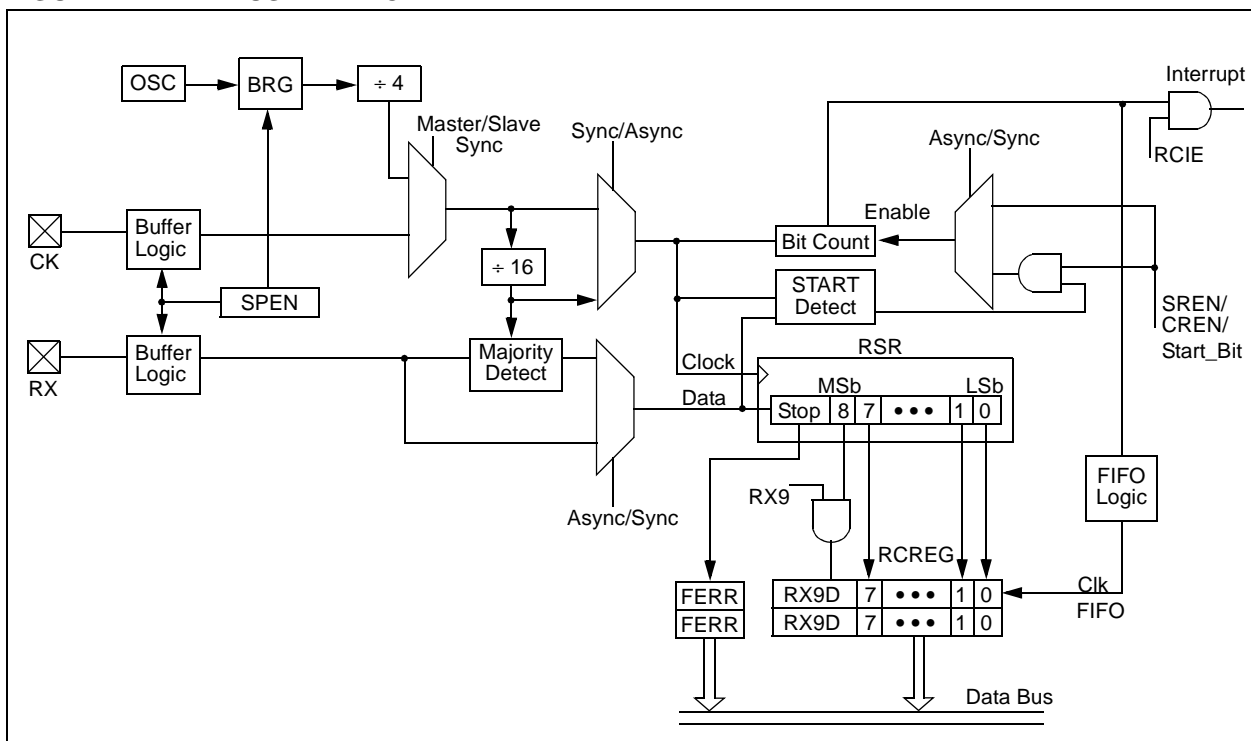 OSC
BRG
÷ 4
Interrupt
Master/Slave
Sync
Sync/Async
Async/Sync
RCIE
CK
Buffer
Logic
Enable
Bit Count
÷ 16
SPEN
START
Detect
SREN/
CREN/
Start_Bit
RX
Buffer
Logic
Majority
Detect
Clock
RSR
MSb
LSb
Data
Stop 8 7 ••• 1 0
Async/Sync
RX9
FIFO
Logic
RCREG
Clk
FIFO
FERR
FERR
RX9D 7 ••• 1 0
RX9D 7 ••• 1 0
Data Bus